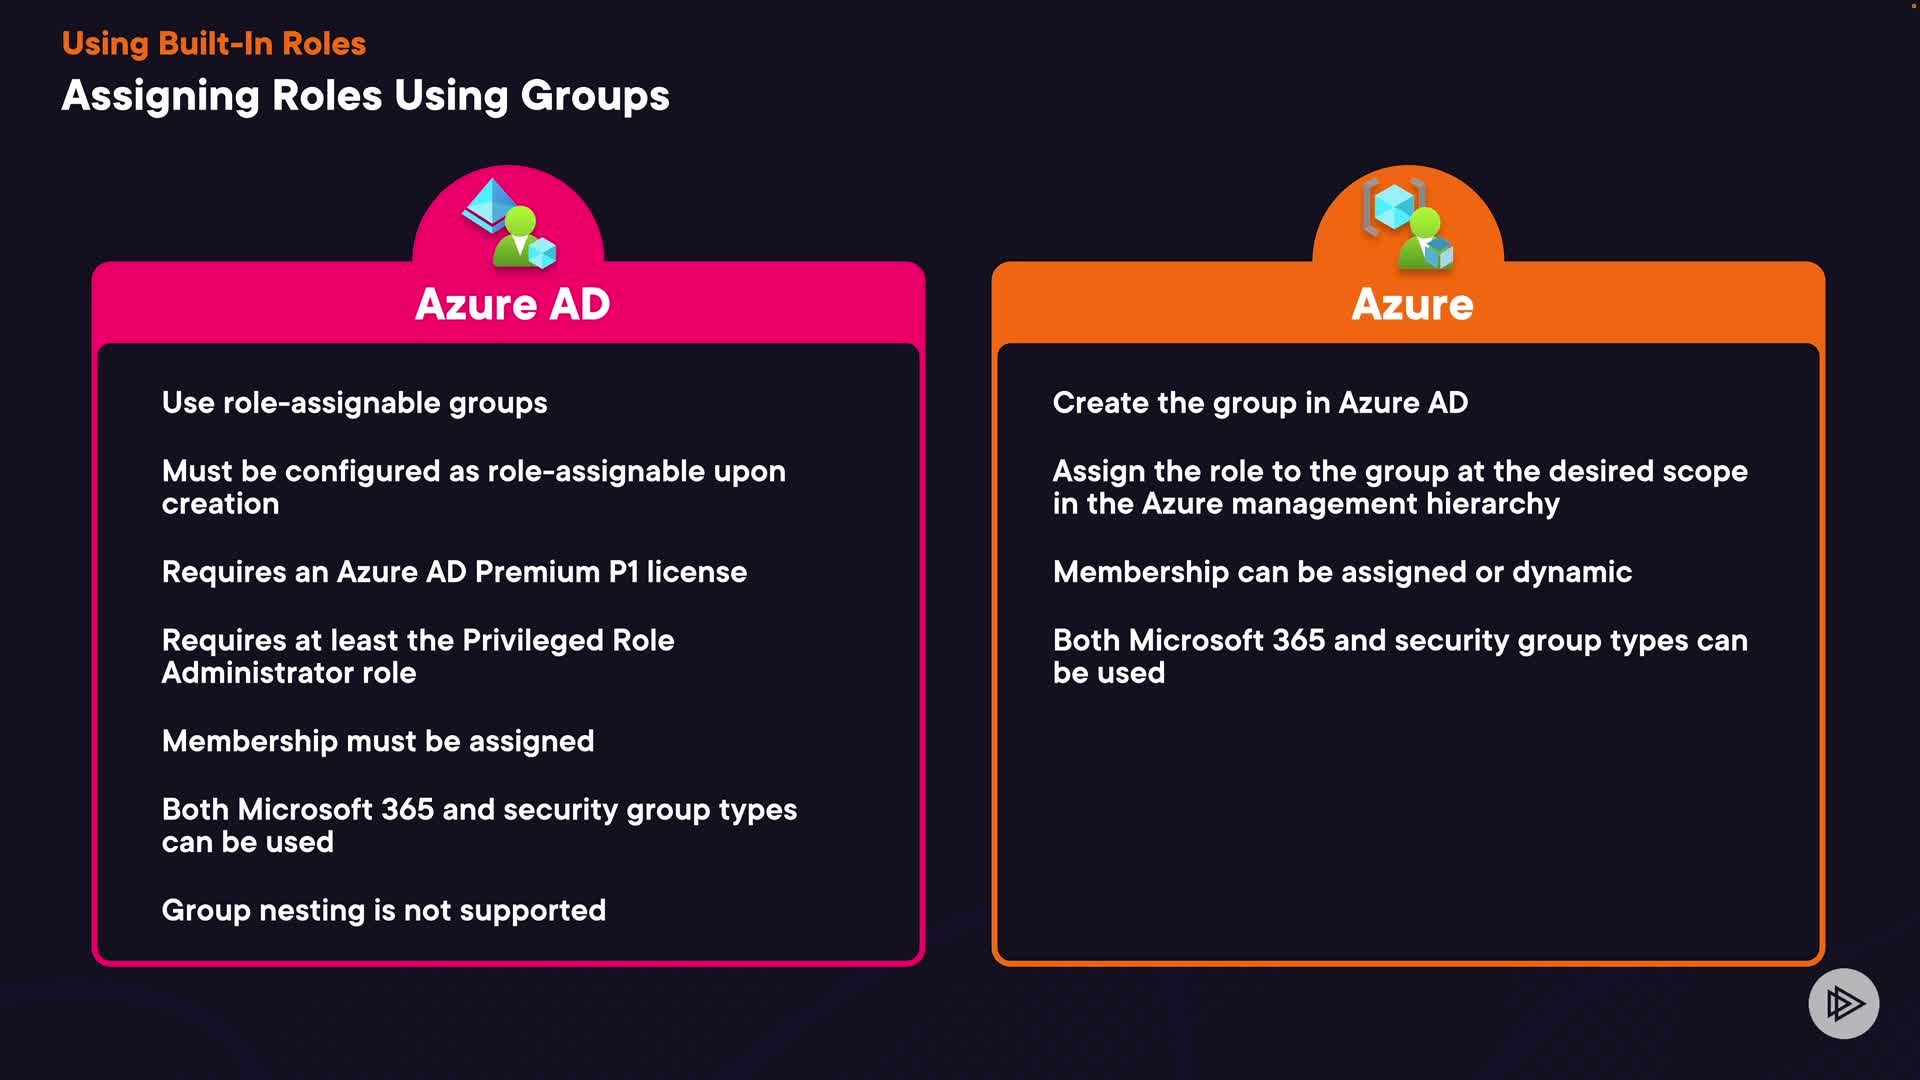 Using Built-In Roles
Assigning Roles Using Groups
Azure AD
Use role-assignable groups
Must be configured as role-assignable upon
creation
Requires an Azure AD Premium P1 license
Requires at least the Privileged Role
Administrator role
Membership must be assigned
Both Microsoft 365 and security group types
can be used
Group nesting is not supported
Azure
Create the group in Azure AD
Assign the role to the group at the desired scope
in the Azure management hierarchy
Membership can be assigned or dynamic
Both Microsoft 365 and security group types can
be used